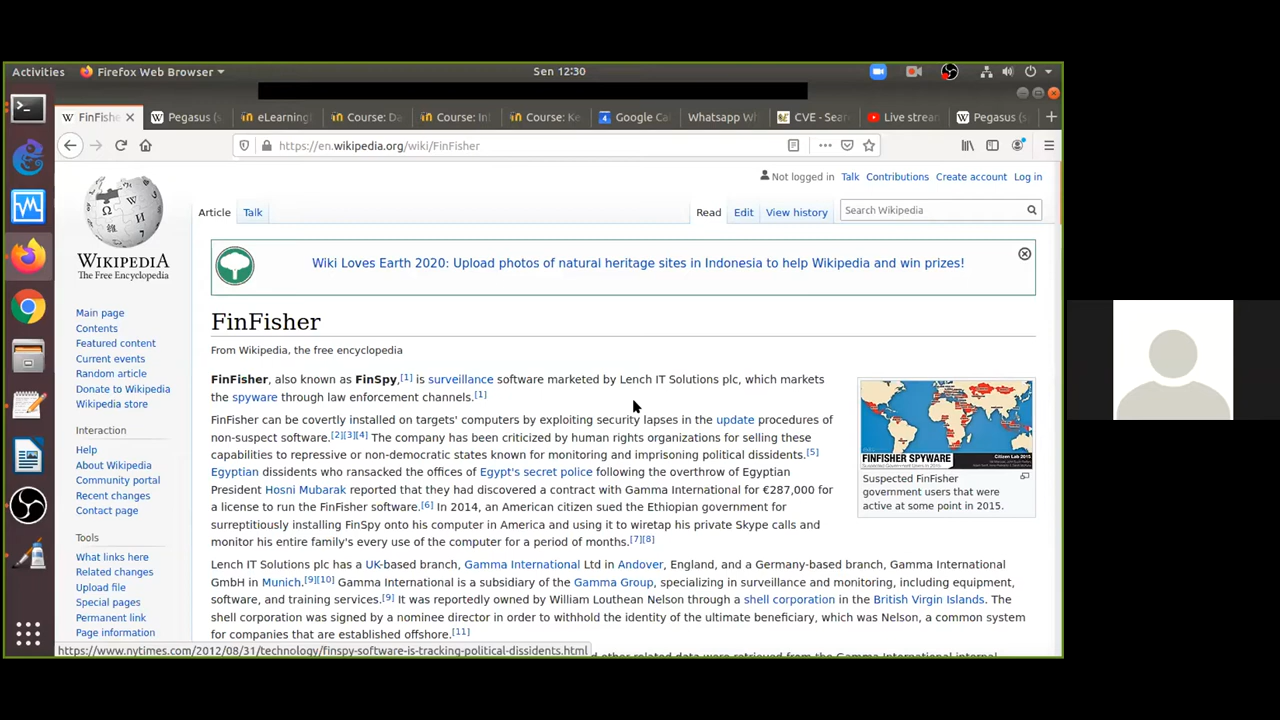 Activities
Firefox Web Browser
Sen 12:30
FinFishe
Pegasus (s
eLearning
Course: Da
Course: In
Course: Ke
Google Ca
Whatsapp W
CVE - Sear
Live strean
Pegasus (s
https://en.wikipedia.org/wiki/FinFisher
Not logged in Talk Contributions Create account Log in
WIKIPEDIA
The Free Encyclopedia
Article Talk
Read Edit View history
Search Wikipedia
Wiki Loves Earth 2020: Upload photos of natural heritage sites in Indonesia to help Wikipedia and win prizes!
Main page
Contents
Featured content
Current events
Random article
Donate to Wikipedia
Wikipedia store
Interaction
Help
About Wikipedia
Community portal
Recent changes
Contact page
Tools
What links here
Related changes
Upload file
Special pages
Permanent link
Page information
FinFisher
From Wikipedia, the free encyclopedia
FinFisher, also known as FinSpy,[1] is surveillance software marketed by Lench IT Solutions plc, which markets
the spyware through law enforcement channels.[1]
FinFisher can be covertly installed on targets' computers by exploiting security lapses in the update procedures of
non-suspect software.[2][3][4] The company has been criticized by human rights organizations for selling these
capabilities to repressive or non-democratic states known for monitoring and imprisoning political dissidents.[5]
Egyptian dissidents who ransacked the offices of Egypt's secret police following the overthrow of Egyptian
President Hosni Mubarak reported that they had discovered a contract with Gamma International for €287,000 for
a license to run the FinFisher software.[6] In 2014, an American citizen sued the Ethiopian government for
surreptitiously installing FinSpy onto his computer in America and using it to wiretap his private Skype calls and
monitor his entire family's every use of the computer for a period of months.[7][8]
FINFISHER SPYWARE
Citizen Lab 2015
Suspected FinFisher
government users that were
active at some point in 2015.
Lench IT Solutions plc has a UK-based branch, Gamma International Ltd in Andover, England, and a Germany-based branch, Gamma International
GmbH in Munich.[9][10] Gamma International is a subsidiary of the Gamma Group, specializing in surveillance and monitoring, including equipment,
software, and training services.[9] It was reportedly owned by William Louthean Nelson through a shell corporation in the British Virgin Islands. The
shell corporation was signed by a nominee director in order to withhold the identity of the ultimate beneficiary, which was Nelson, a common system
for companies that are established offshore.[11]
https://www.nytimes.com/2012/08/31/technology/finspy-software-is-tracking-political-dissidents.html